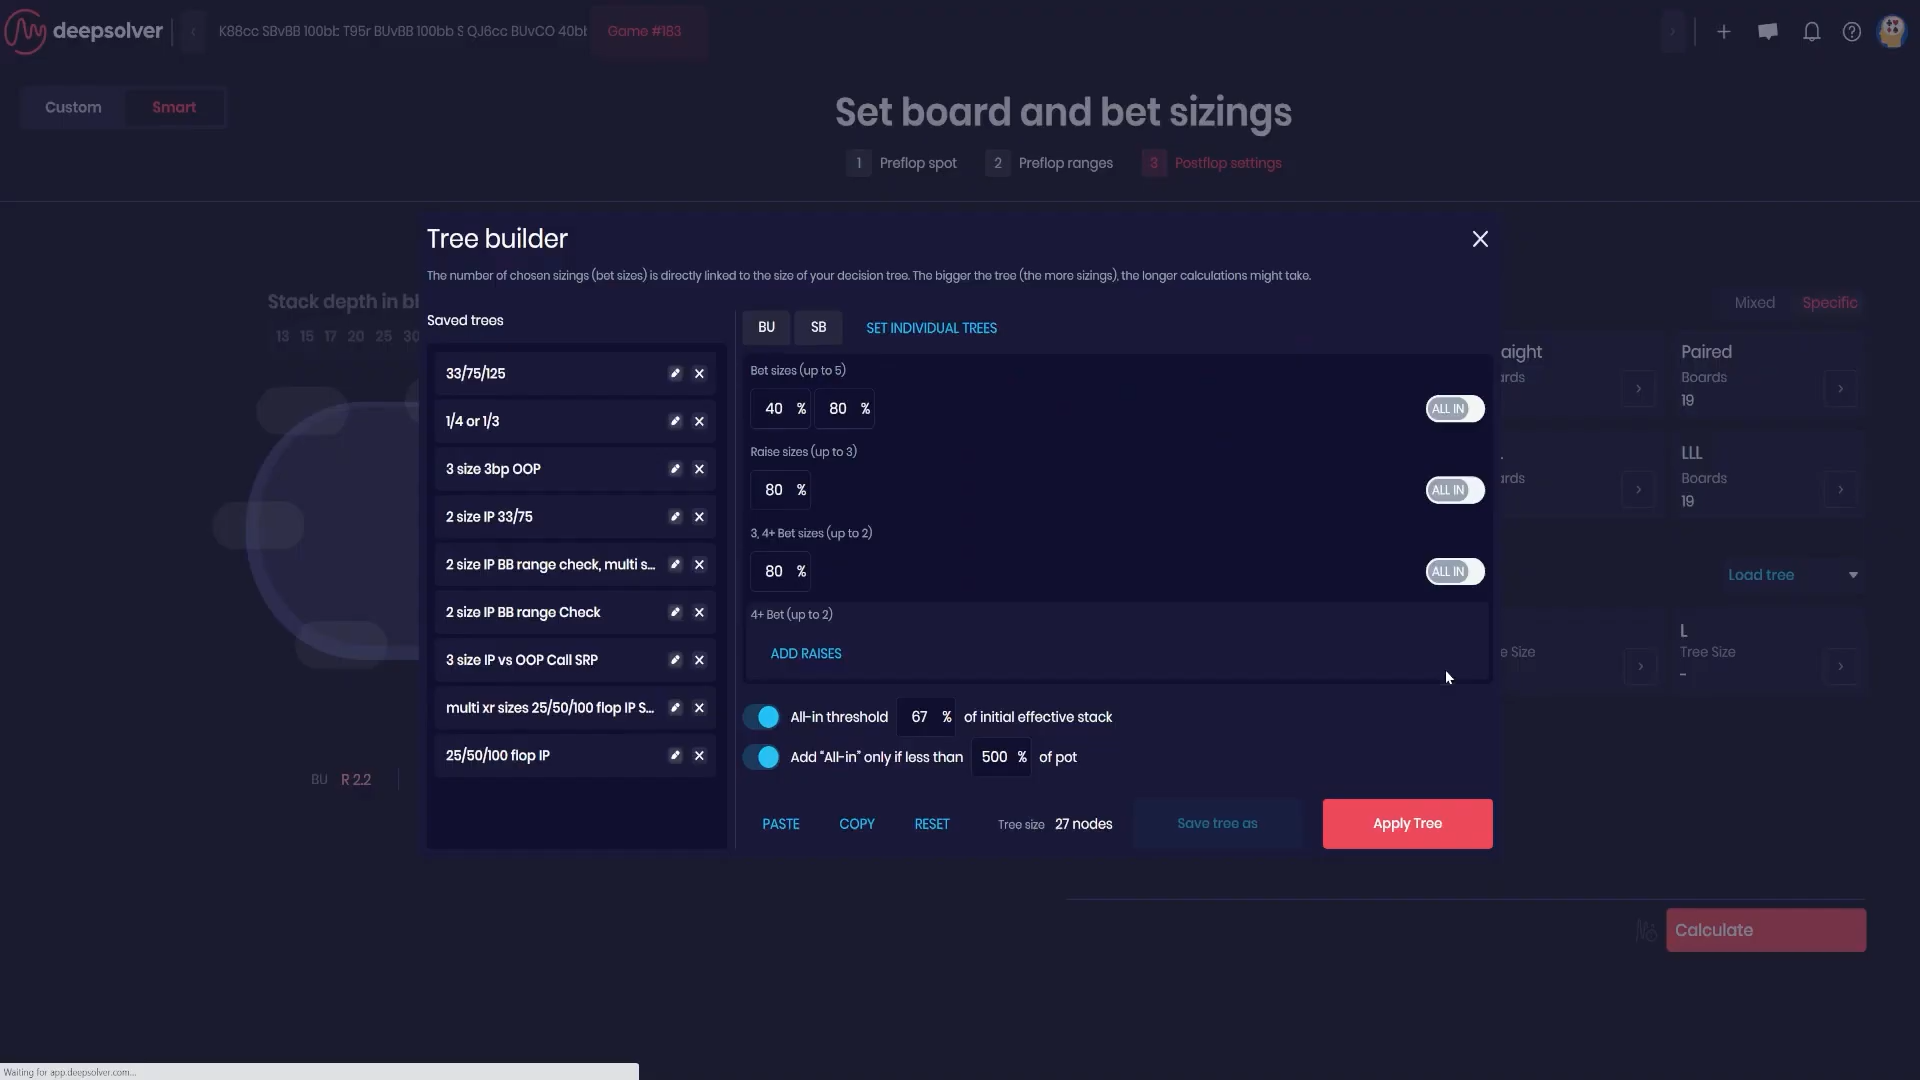 deepsolver
K88cc SBvBB 100bb T95r BUvBB 100bb S QJ6cc BUvCO 40bb
Game #183
Custom
Smart
Set board and bet sizings
1 Preflop spot
2 Preflop ranges
3 Postflop settings
Tree builder
The number of chosen sizings (bet sizes) is directly linked to the size of your decision tree. The bigger the tree (the more sizings), the longer calculations might take.
Stack depth in bl
13 15 17 20 25 30
Saved trees
33/75/125
1/4 or 1/3
3 size 3bp OOP
2 size IP 33/75
2 size IP BB range check, multi s...
2 size IP BB range Check
3 size IP vs OOP Call SRP
multi xr sizes 25/50/100 flop IP S...
25/50/100 flop IP
BU R 2.2
BU SB SET INDIVIDUAL TREES
Bet sizes (up to 5)
40 % 80 % ALL IN
Raise sizes (up to 3)
80 % ALL IN
3, 4+ Bet sizes (up to 2)
80 % ALL IN
4+ Bet (up to 2)
ADD RAISES
All-in threshold 67 % of initial effective stack
Add "All-in" only if less than 500 % of pot
PASTE COPY RESET Tree size 27 nodes Save tree as Apply Tree
Mixed Specific
aight
rds
Paired
Boards
19
rds
LLL
Boards
19
Load tree
e Size
L
Tree Size
-
Calculate
Waiting for app.deepsolver.com...